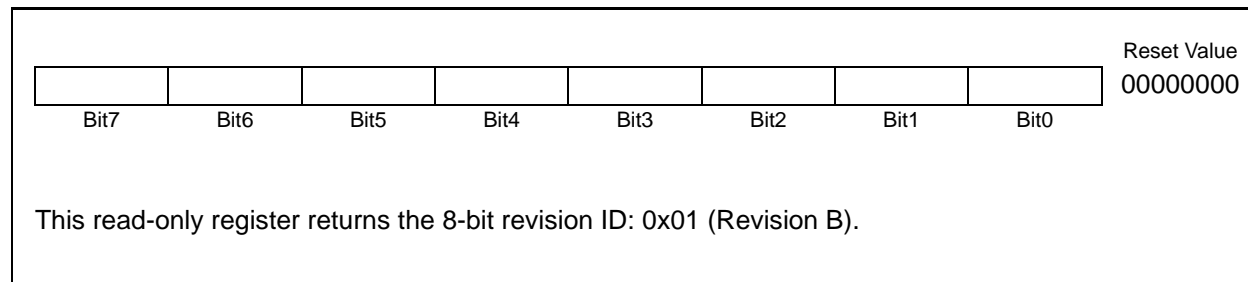 Reset Value
00000000
Bit7 Bit6 Bit5 Bit4 Bit3 Bit2 Bit1 Bit0
This read-only register returns the 8-bit revision ID: 0x01 (Revision B).